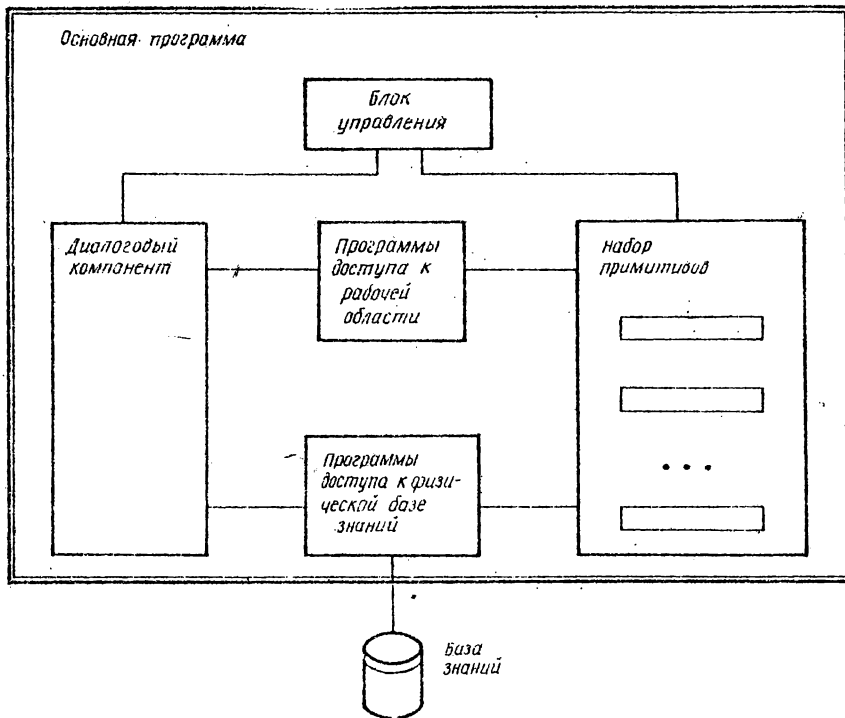 Основная программа
Блок
управления
Диалоговый
компонент
Программы
доступа к
рабочей
области
Набор
примитивов
Программы
доступа к физи-
ческой базе
знаний
База
знаний